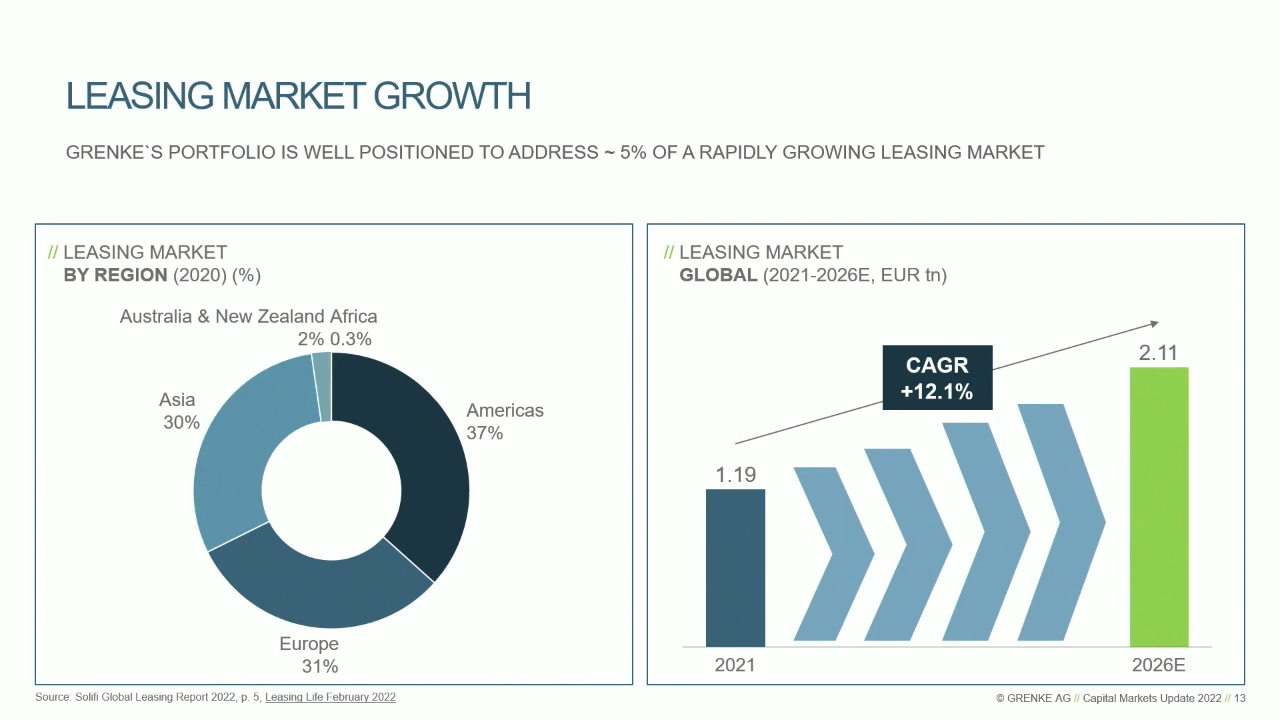 LEASING MARKET GROWTH
GRENKE`S PORTFOLIO IS WELL POSITIONED TO ADDRESS ~ 5% OF A RAPIDLY GROWING LEASING MARKET
// LEASING MARKET
BY REGION (2020) (%)
Australia & New Zealand Africa
2% 0.3%
Asia
30%
Americas
37%
Europe
31%
// LEASING MARKET
GLOBAL (2021-2026E, EUR tn)
CAGR
+12.1%
2.11
1.19
2021
2026E
Source: Solifi Global Leasing Report 2022, p. 5, Leasing Life February 2022
© GRENKE AG // Capital Markets Update 2022 // 13